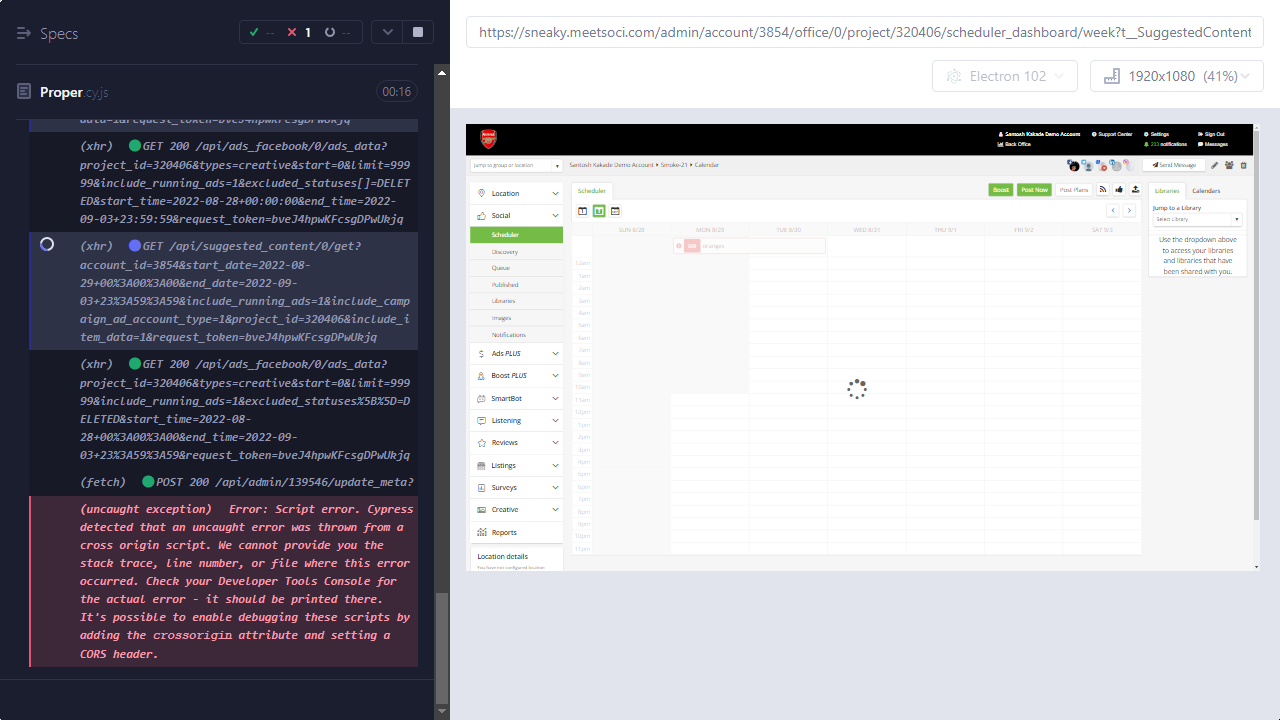 Specs
-- 1 --
Proper.cy.js 00:16
data=1&request_token=bveJ4hpwKFcsgDPwUkjq
(xhr) GET 200 /api/ads_facebook/0/ads_data?
project_id=320406&types=creative&start=0&limit=999
99&include_running_ads=1&excluded_statuses[]=DELET
ED&start_time=2022-08-28+00:00:00&end_time=2022-
09-03+23:59:59&request_token=bveJ4hpwKFcsgDPwUkjq
(xhr) GET /api/suggested_content/0/get?
account_id=3854&start_date=2022-08-
29+00%3A00%3A00&end_date=2022-09-
03+23%3A59%3A59&include_running_ads=1&include_camp
aign_ad_account_type=1&project_id=320406&include_i
tem_data=1&request_token=bveJ4hpwKFcsgDPwUkjq
(xhr) GET 200 /api/ads_facebook/0/ads_data?
project_id=320406&types=creative&start=0&limit=999
99&include_running_ads=1&excluded_statuses%5B%5D=D
ELETED&start_time=2022-08-
28+00%3A00%3A00&end_time=2022-09-
03+23%3A59%3A59&request_token=bveJ4hpwKFcsgDPwUkjq
(fetch) POST 200 /api/admin/139546/update_meta?
(uncaught exception) Error: Script error. Cypress
detected that an uncaught error was thrown from a
cross origin script. We cannot provide you the
stack trace, line number, or file where this error
occurred. Check your Developer Tools Console for
the actual error - it should be printed there.
It's possible to enable debugging these scripts by
adding the crossorigin attribute and setting a
CORS header.
https://sneaky.meetsoci.com/admin/account/3854/office/0/project/320406/scheduler_dashboard/week?t__SuggestedContent
Electron 102
1920x1080 (41%)
Santosh Kakade Demo Account Support Center Settings Sign Out
Back Office 233 notifications Messages
Jump to group or location
Santosh Kakade Demo Account Smoke-21 Calendar
Send Message
Location
Social
Scheduler
Discovery
Queue
Published
Libraries
Images
Notifications
Ads PLUS
Boost PLUS
SmartBot
Listening
Reviews
Listings
Surveys
Creative
Reports
Location details
You have not configured location
Scheduler
Boost Post Now Post Plans
SUN 8/28 MON 8/29 TUE 8/30 WED 8/31 THU 9/1 FRI 9/2 SAT 9/3
12am
1am
2am
3am
4am
5am
6am
7am
8am
9am
10am
11am
12pm
1pm
2pm
3pm
4pm
5pm
6pm
7pm
8pm
9pm
10pm
11pm
Libraries Calendars
Jump to a Library
Select Library
Use the dropdown above
to access your libraries
and libraries that have
been shared with you.